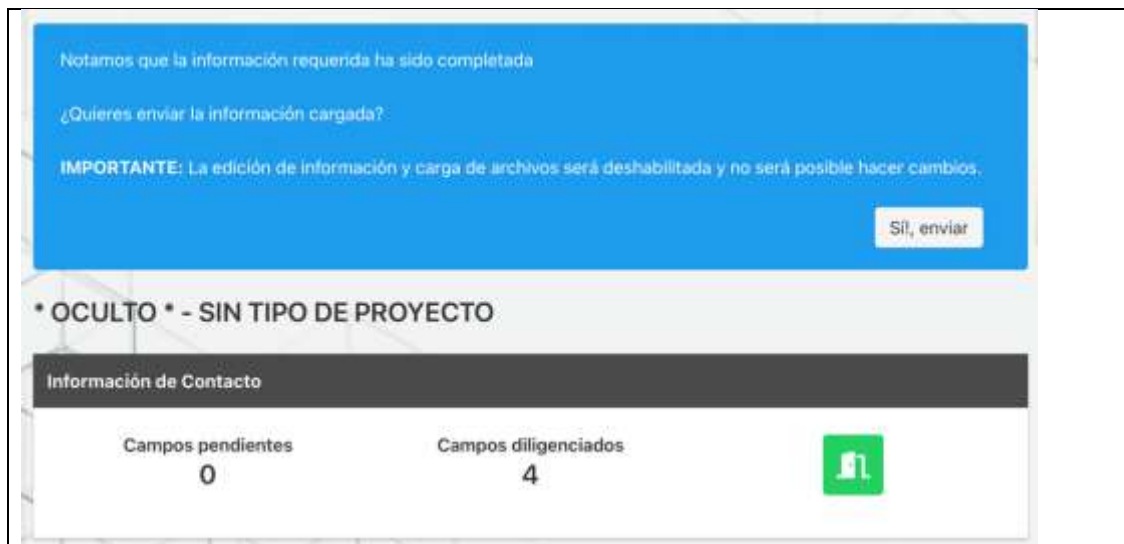 Notamos que la información requerida ha sido completada
¿Quieres enviar la información cargada?
IMPORTANTE: La edición de información y carga de archivos será deshabilitada y no será posible hacer cambios.
Sí!, enviar
* OCULTO * - SIN TIPO DE PROYECTO
Información de Contacto
Campos pendientes Campos diligenciados
0 4